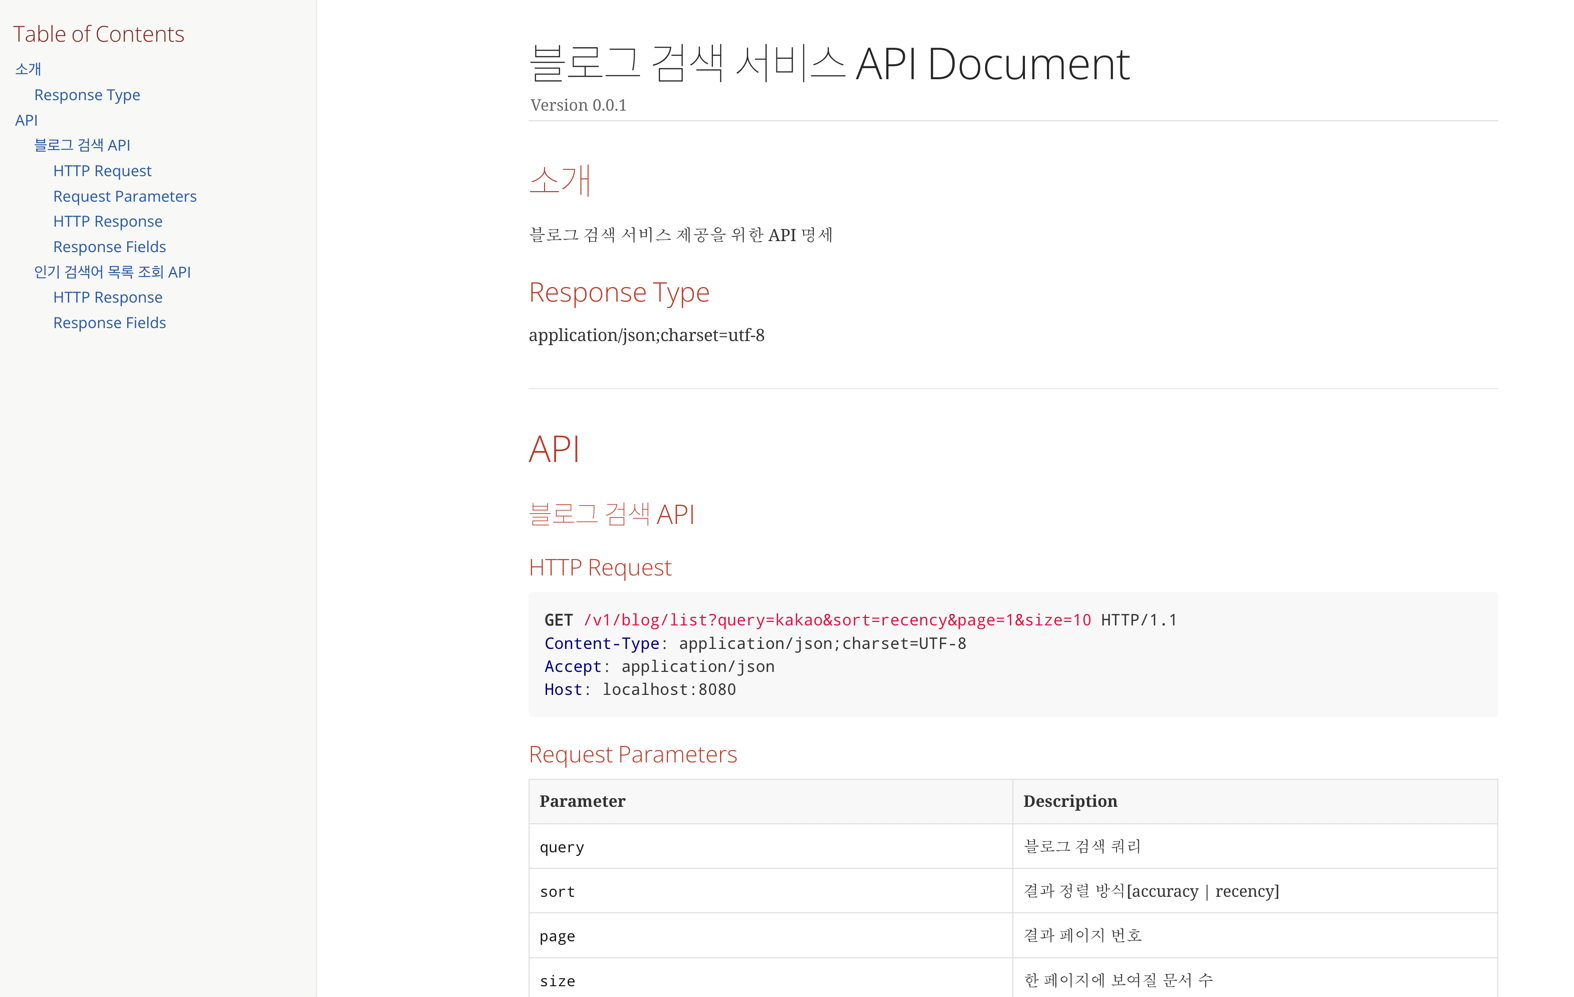 Table of Contents
소개
Response Type
API
블로그 검색 API
HTTP Request
Request Parameters
HTTP Response
Response Fields
인기 검색어 목록 조회 API
HTTP Response
Response Fields
블로그 검색 서비스 API Document
Version 0.0.1
소개
블로그 검색 서비스 제공을 위한 API 명세
Response Type
application/json;charset=utf-8
API
블로그 검색 API
HTTP Request
GET /v1/blog/list?query=kakao&sort=recency&page=1&size=10 HTTP/1.1
Content-Type: application/json;charset=UTF-8
Accept: application/json
Host: localhost:8080
Request Parameters
Parameter Description
query 블로그 검색 쿼리
sort 결과 정렬 방식[accuracy | recency]
page 결과 페이지 번호
size 한 페이지에 보여질 문서 수